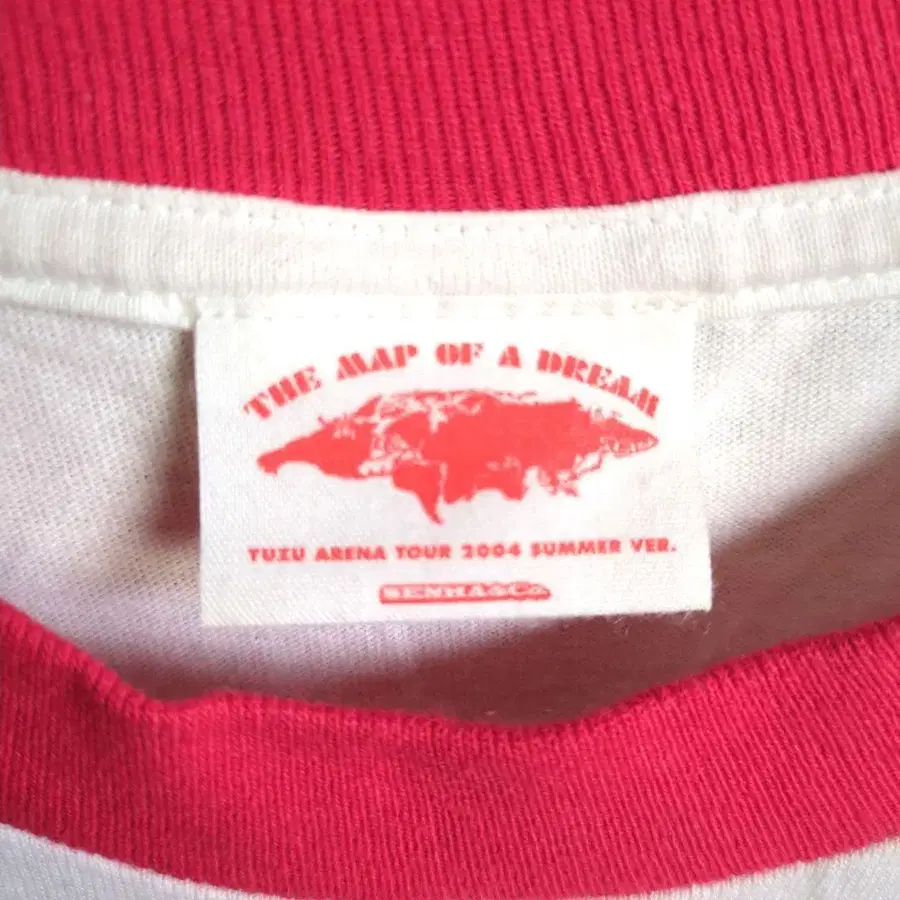 THE MAP OF A DREAM
YUZU ARENA TOUR 2004 SUMMER VER.
SENHA&Co.